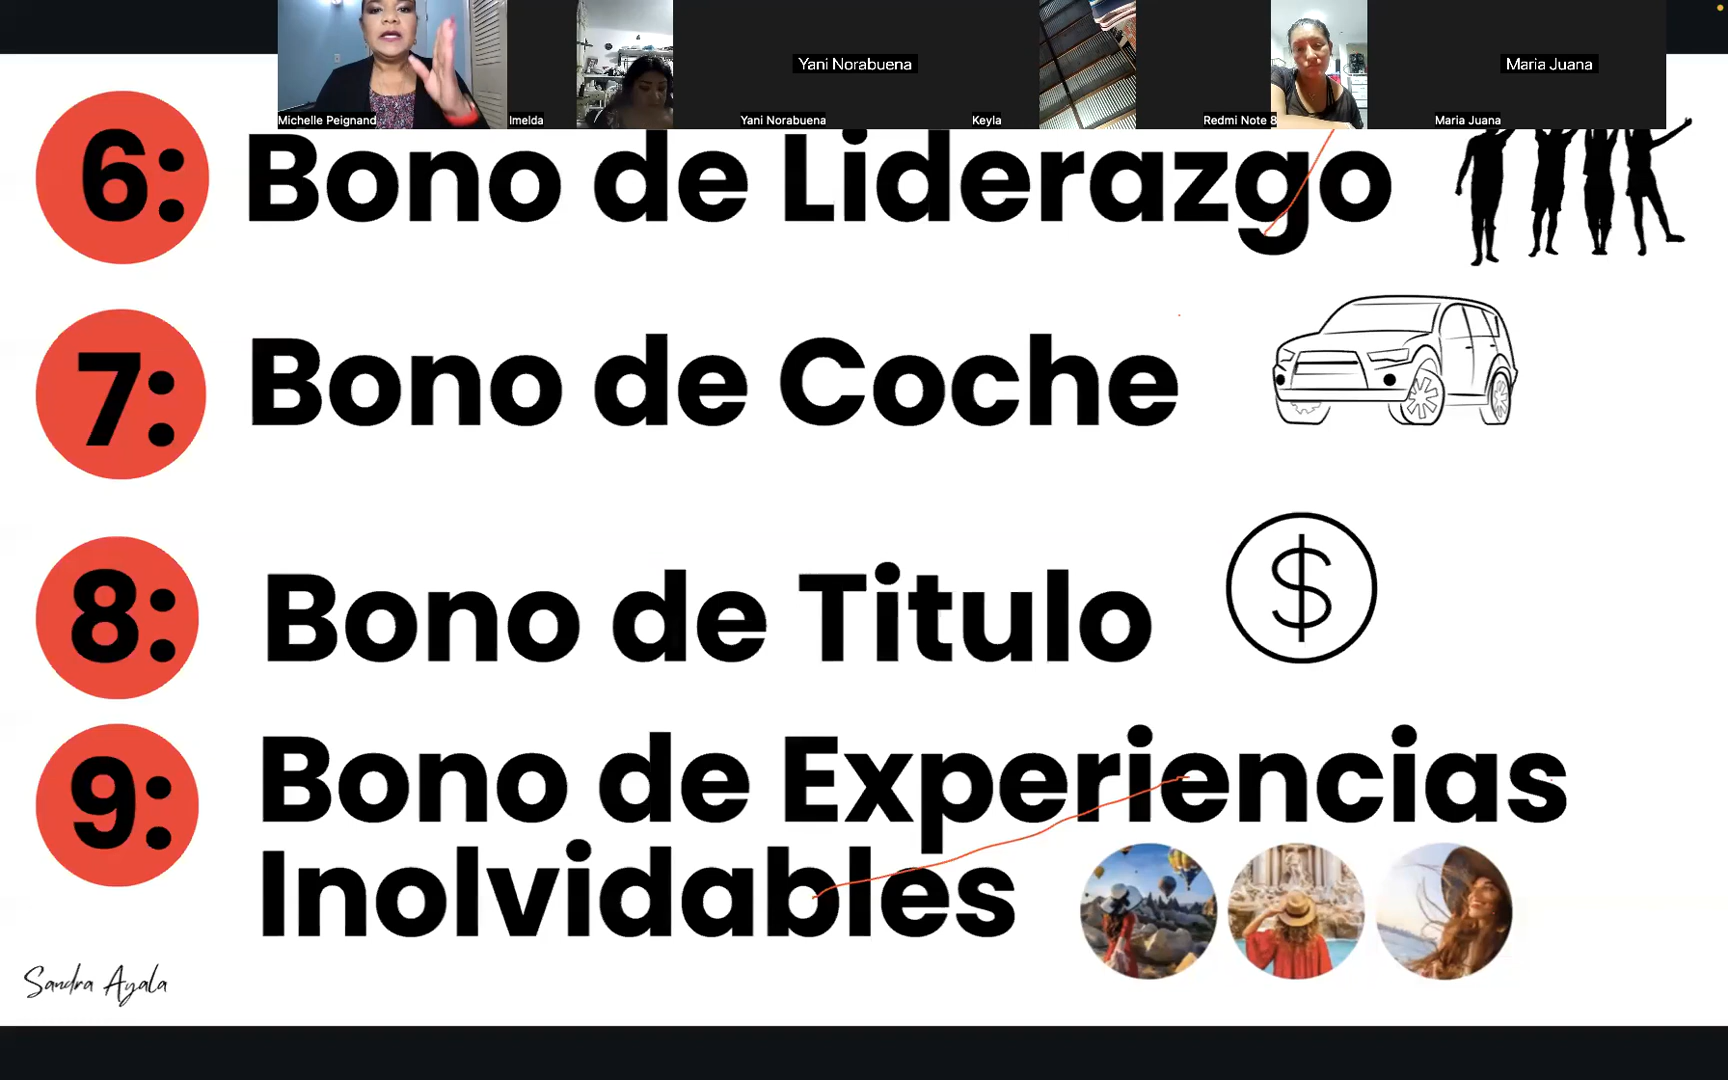 Yani Norabuena
Maria Juana
Michelle Peignand
Imelda
Yani Norabuena
Keyla
Redmi Note 8
Maria Juana
6: Bono de Liderazgo
7: Bono de Coche
8: Bono de Titulo
$
9: Bono de Experiencias
Inolvidables
Sandra Ayala